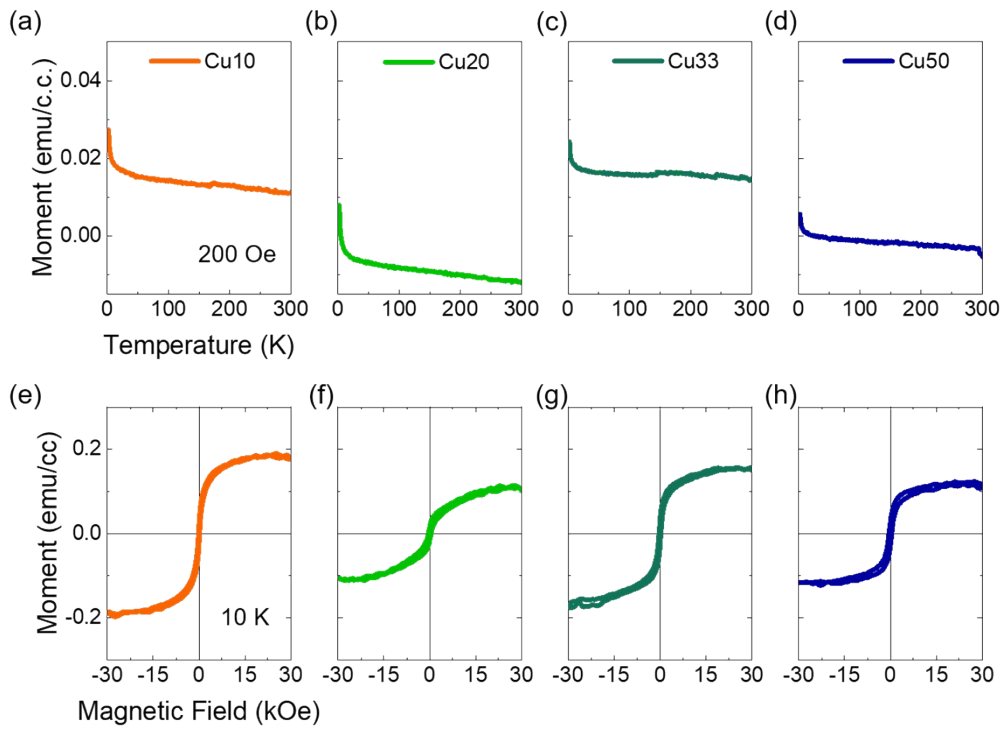 (a) (b) (c) (d)
Cu10 Cu20 Cu33 Cu50
Moment (emu/c.c.)
0.04
0.02
0.00
200 Oe
0 100 200 300 0 100 200 300 0 100 200 300 0 100 200 300
Temperature (K)
(e) (f) (g) (h)
Moment (emu/cc)
0.2
0.0
-0.2
10 K
-30 -15 0 15 30 -30 -15 0 15 30 -30 -15 0 15 30 -30 -15 0 15 30
Magnetic Field (kOe)